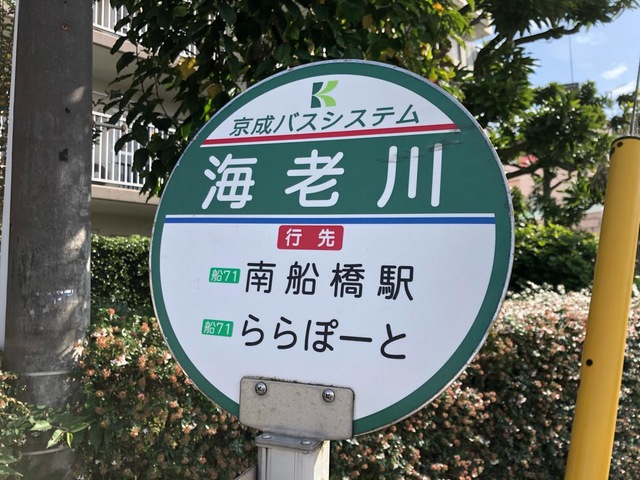 京成バスシステム
海老川
行先
船71 南船橋駅
船71 ららぽーと